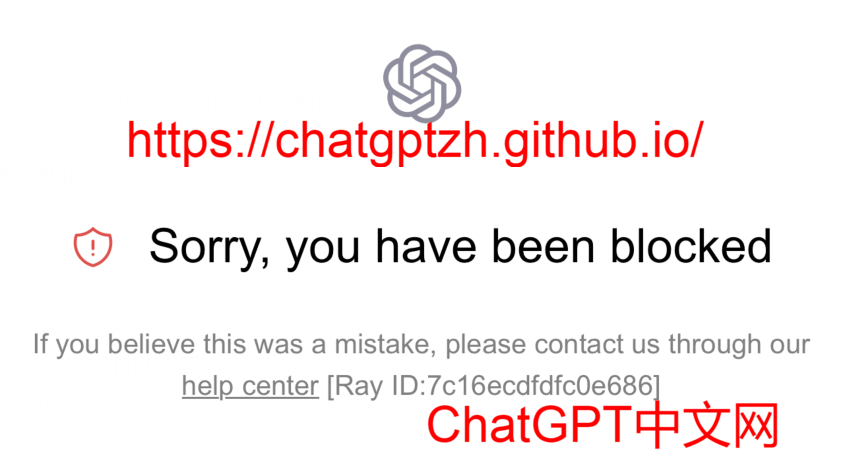 https://chatgptzh.github.io/
Sorry, you have been blocked
If you believe this was a mistake, please contact us through our
help center [Ray ID:7c16ecdfdfc0e686]
ChatGPT中文网